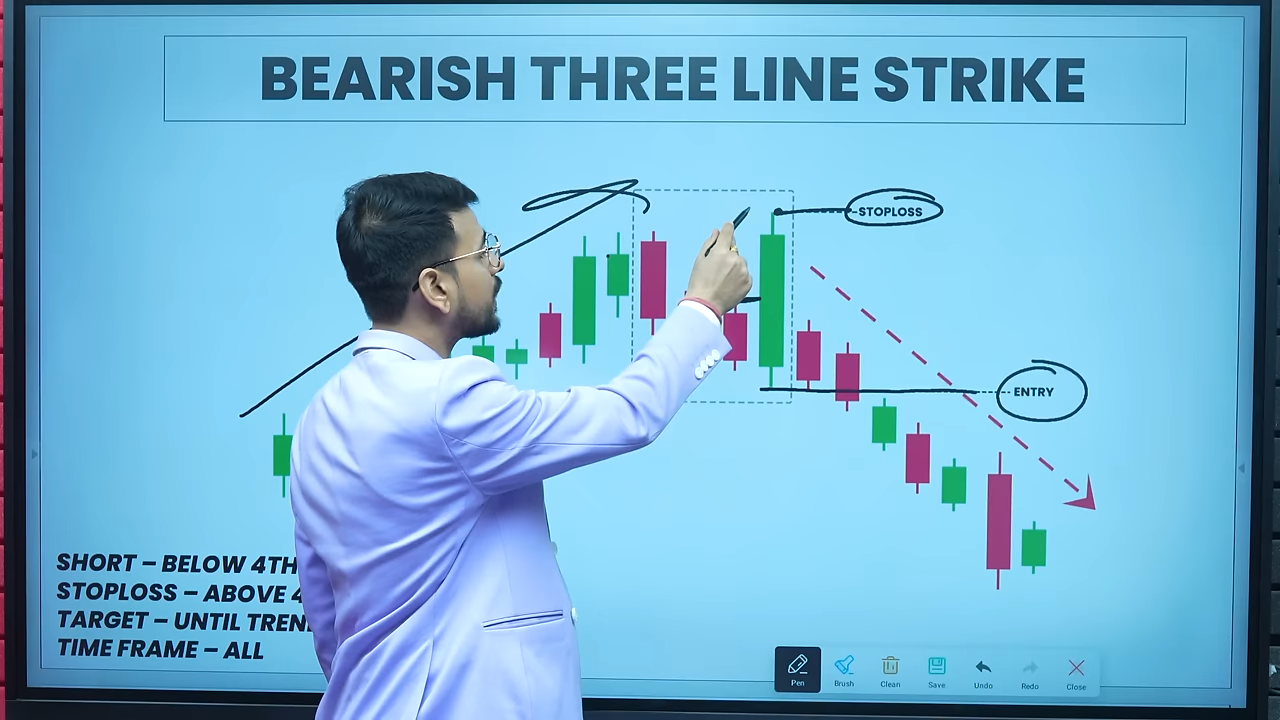 BEARISH THREE LINE STRIKE
STOPLOSS
ENTRY
SHORT – BELOW 4TH
STOPLOSS – ABOVE 4
TARGET – UNTIL TREN
TIME FRAME – ALL
Pen Brush Clean Save Undo Redo Close